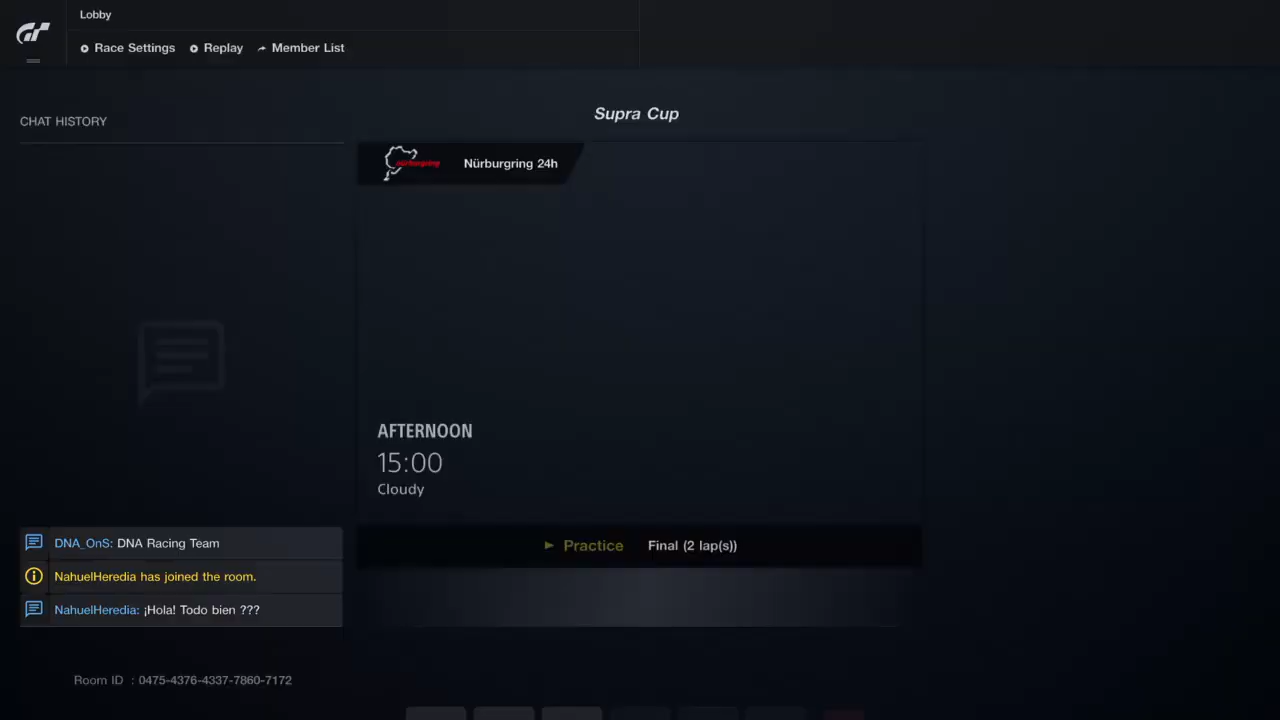 Lobby
Race Settings Replay Member List
CHAT HISTORY
Supra Cup
nürburgring Nürburgring 24h
AFTERNOON
15:00
Cloudy
Practice Final (2 lap(s))
DNA_OnS: DNA Racing Team
NahuelHeredia has joined the room.
NahuelHeredia: ¡Hola! Todo bien ???
Room ID : 0475-4376-4337-7860-7172